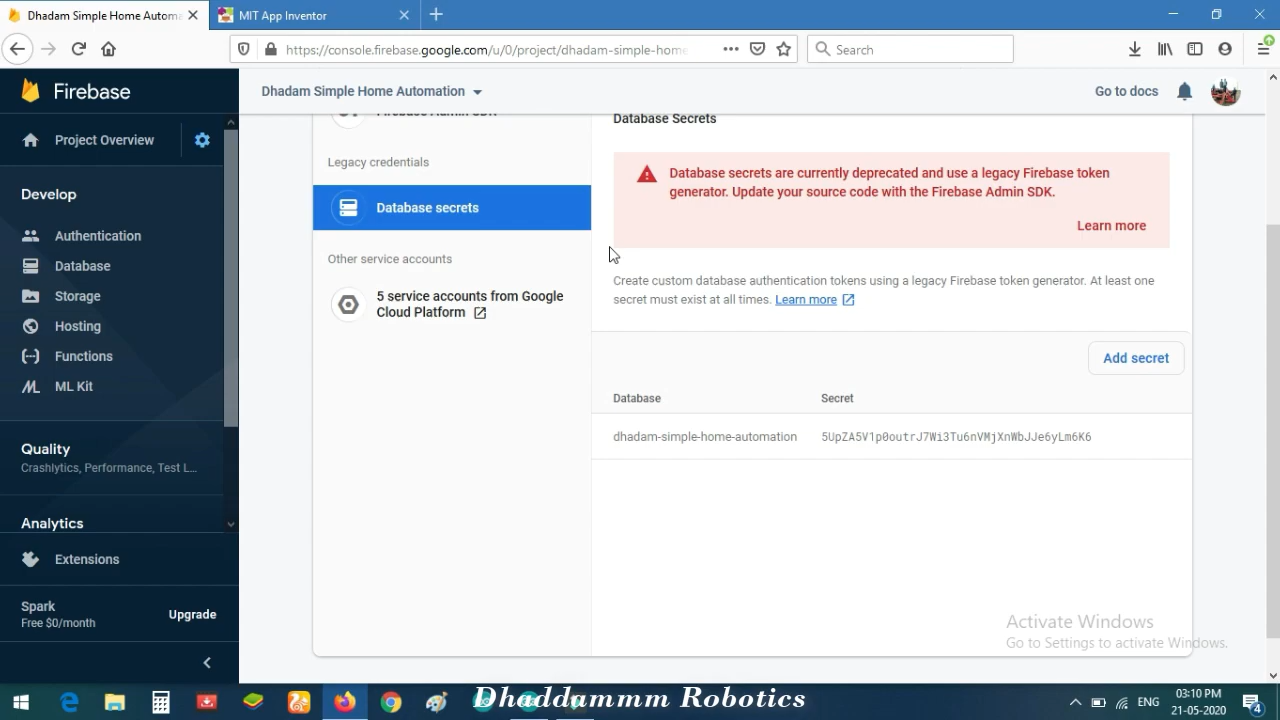 Dhadam Simple Home Automa
MIT App Inventor
https://console.firebase.google.com/u/0/project/dhadam-simple-home
Search
Firebase
Dhadam Simple Home Automation
Go to docs
Project Overview
Develop
Authentication
Database
Storage
Hosting
Functions
ML Kit
Quality
Crashlytics, Performance, Test L...
Analytics
Extensions
Spark
Free $0/month
Upgrade
Firebase Admin SDK
Legacy credentials
Database secrets
Other service accounts
5 service accounts from Google
Cloud Platform
Database Secrets
Database secrets are currently deprecated and use a legacy Firebase token
generator. Update your source code with the Firebase Admin SDK.
Learn more
Create custom database authentication tokens using a legacy Firebase token generator. At least one
secret must exist at all times. Learn more
Add secret
Database Secret
dhadam-simple-home-automation 5UpZA5V1p0outrJ7Wi3Tu6nVMjXnWbJJe6yLm6K6
Activate Windows
Go to Settings to activate Windows.
Dhaddummm Robotics
ENG
03:10 PM
21-05-2020
4